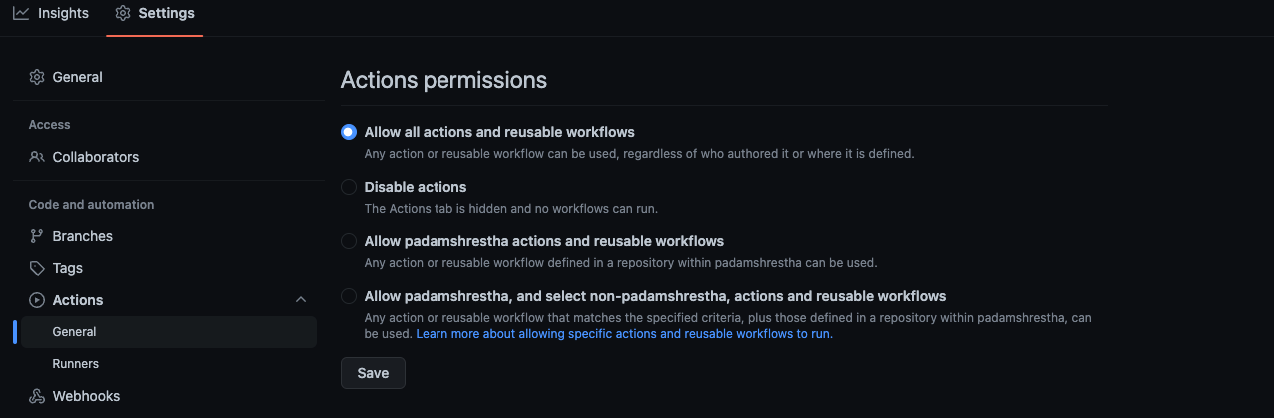 Insights
Settings
General
Access
Collaborators
Code and automation
Branches
Tags
Actions
General
Runners
Webhooks
Actions permissions
Allow all actions and reusable workflows
Any action or reusable workflow can be used, regardless of who authored it or where it is defined.
Disable actions
The Actions tab is hidden and no workflows can run.
Allow padamshrestha actions and reusable workflows
Any action or reusable workflow defined in a repository within padamshrestha can be used.
Allow padamshrestha, and select non-padamshrestha, actions and reusable workflows
Any action or reusable workflow that matches the specified criteria, plus those defined in a repository within padamshrestha, can
be used. Learn more about allowing specific actions and reusable workflows to run.
Save